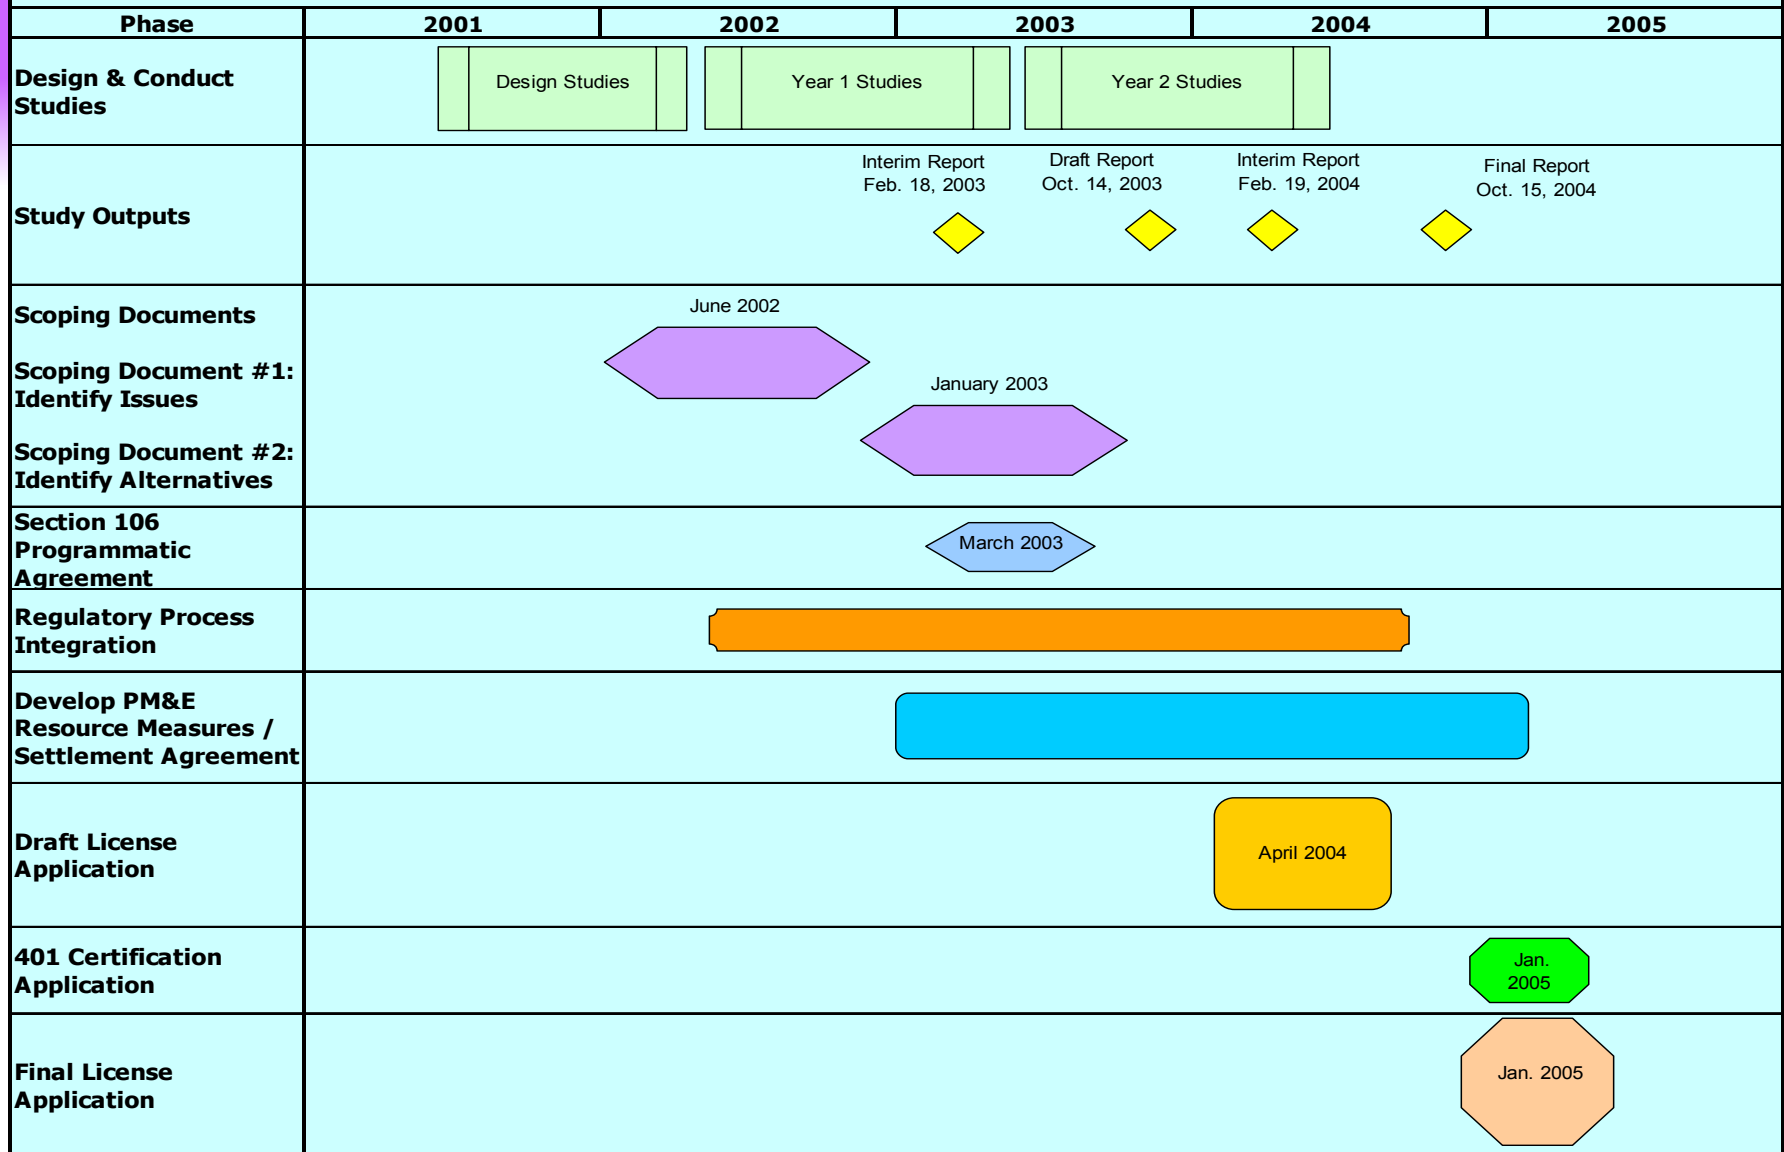 Phase 2001 2002 2003 2004 2005
Design & Conduct
Studies
Design Studies
Year 1 Studies
Year 2 Studies
Study Outputs
Interim Report
Feb. 18, 2003
Draft Report
Oct. 14, 2003
Interim Report
Feb. 19, 2004
Final Report
Oct. 15, 2004
Scoping Documents
Scoping Document #1:
Identify Issues
Scoping Document #2:
Identify Alternatives
June 2002
January 2003
Section 106
Programmatic
Agreement
March 2003
Regulatory Process
Integration
Develop PM&E
Resource Measures /
Settlement Agreement
Draft License
Application
April 2004
401 Certification
Application
Jan.
2005
Final License
Application
Jan. 2005